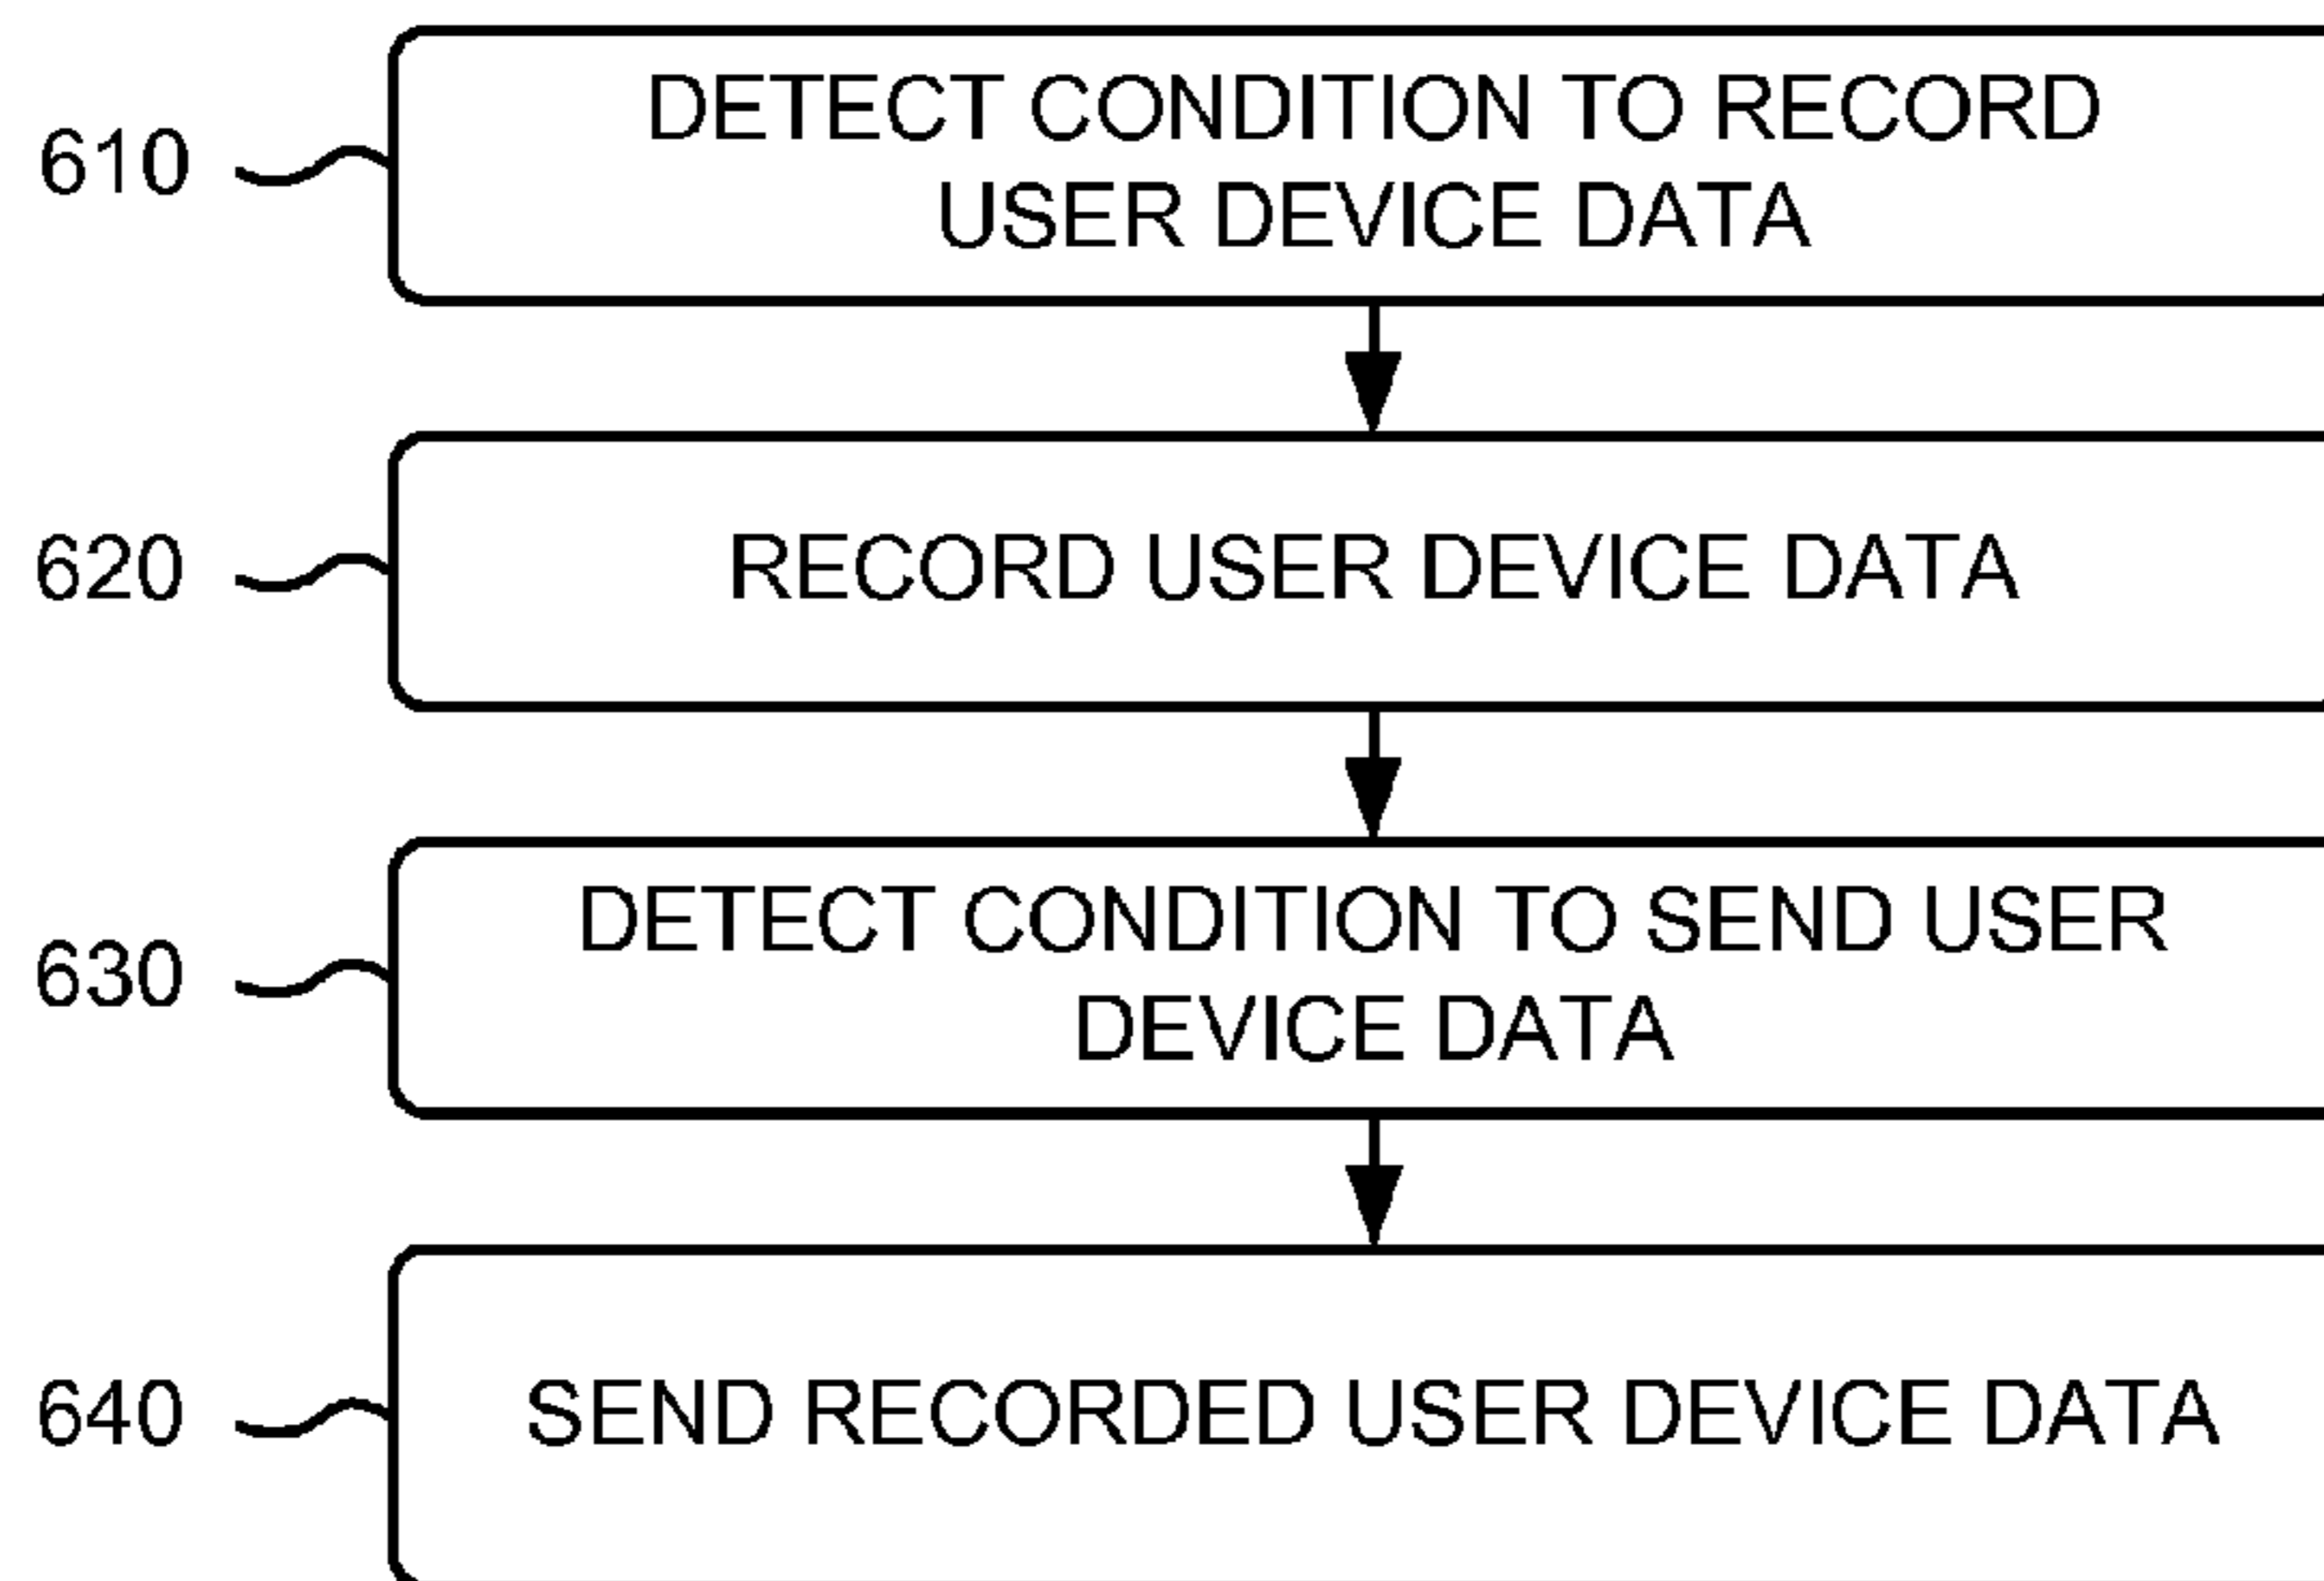 610
DETECT CONDITION TO RECORD
USER DEVICE DATA
620
RECORD USER DEVICE DATA
630
DETECT CONDITION TO SEND USER
DEVICE DATA
640
SEND RECORDED USER DEVICE DATA